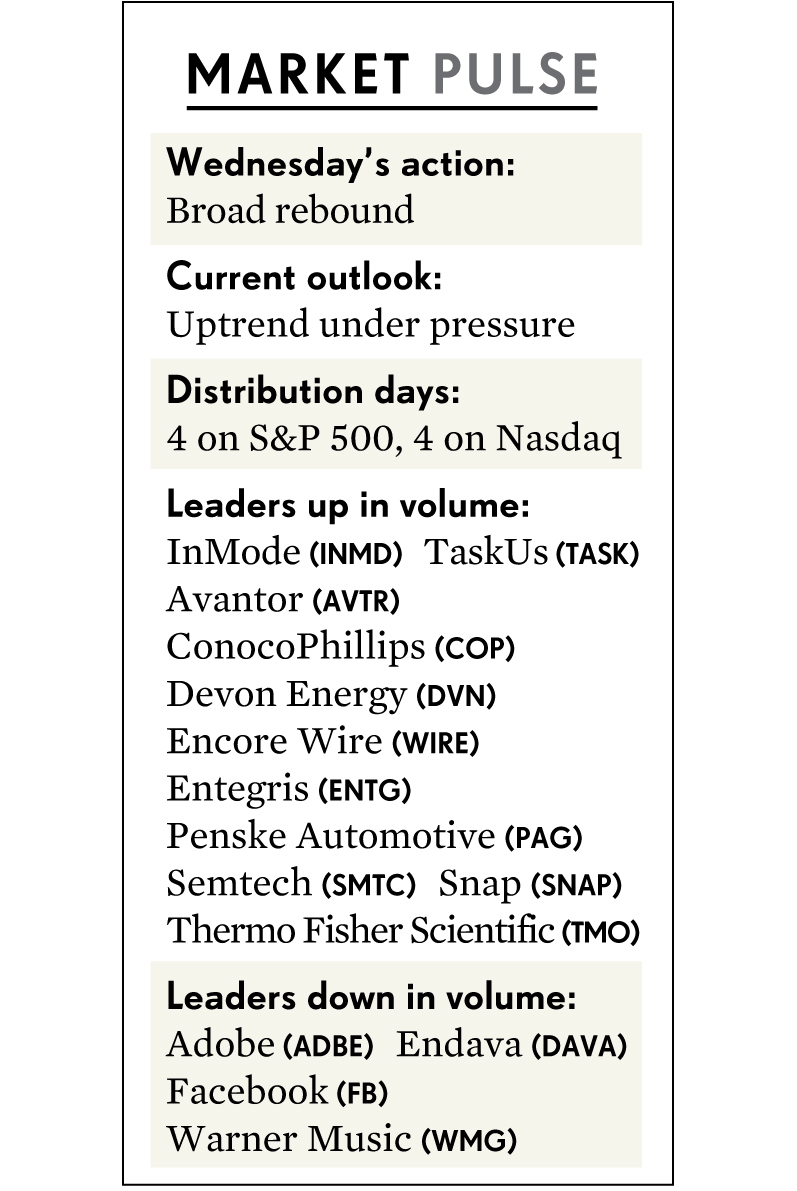 MARKET PULSE
Wednesday’s action:
Broad rebound
Current outlook:
Uptrend under pressure
Distribution days:
4 on S&P 500, 4 on Nasdaq
Leaders up in volume:
InMode (INMD) TaskUs (TASK)
Avantor (AVTR)
ConocoPhillips (COP)
Devon Energy (DVN)
Encore Wire (WIRE)
Entegris (ENTG)
Penske Automotive (PAG)
Semtech (SMTC) Snap (SNAP)
Thermo Fisher Scientific (TMO)
Leaders down in volume:
Adobe (ADBE) Endava (DAVA)
Facebook (FB)
Warner Music (WMG)